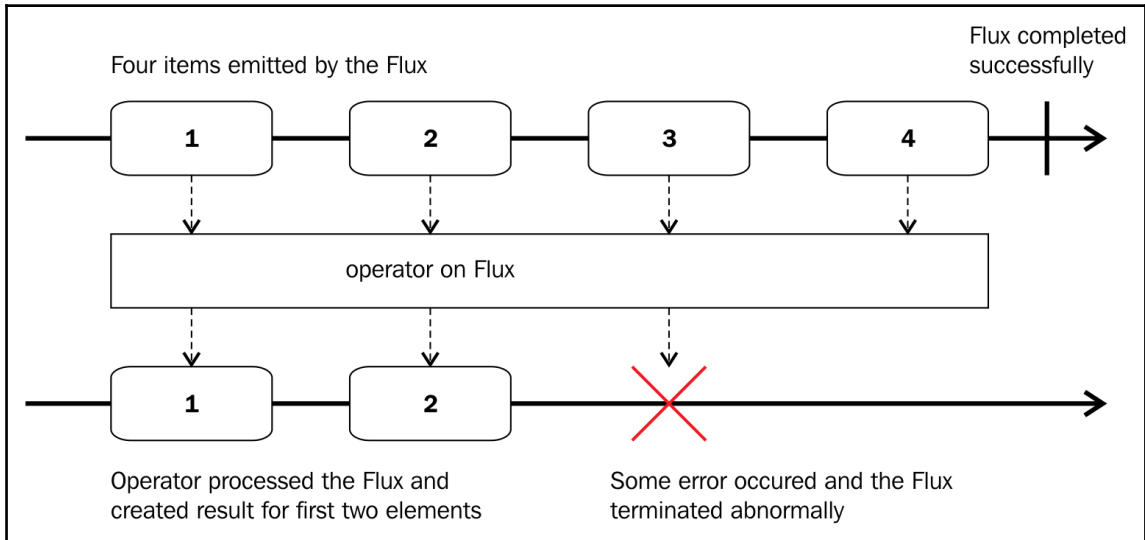 Flux completed
successfully
Four items emitted by the Flux
1
2
3
4
operator on Flux
1
2
Operator processed the Flux and
created result for first two elements
Some error occured and the Flux
terminated abnormally